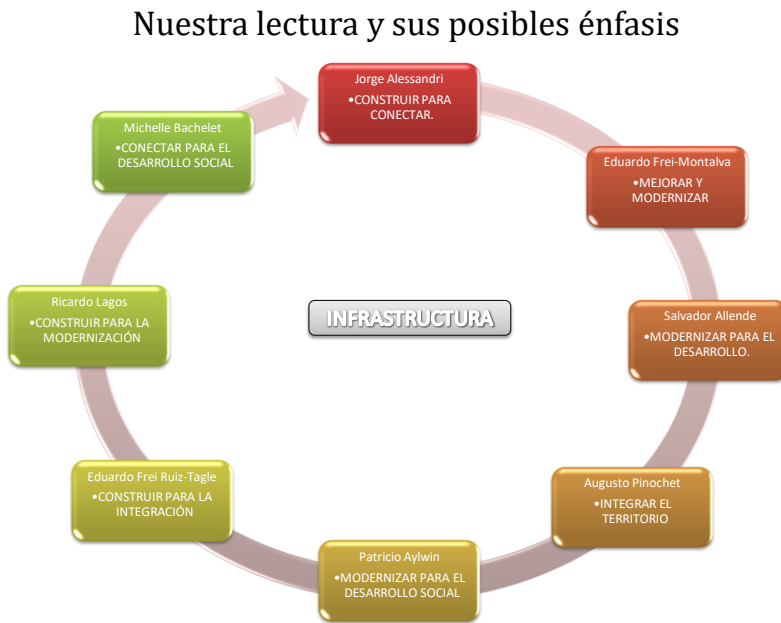 Nuestra lectura y sus posibles énfasis
Jorge Alessandri
•CONSTRUIR PARA
CONECTAR.
Eduardo Frei-Montalva
•MEJORAR Y
MODERNIZAR
Salvador Allende
•MODERNIZAR PARA EL
DESARROLLO.
Augusto Pinochet
•INTEGRAR EL
TERRITORIO
Patricio Aylwin
•MODERNIZAR PARA EL
DESARROLLO SOCIAL
Eduardo Frei Ruiz-Tagle
•CONSTRUIR PARA LA
INTEGRACIÓN
Ricardo Lagos
•CONSTRUIR PARA LA
MODERNIZACIÓN
Michelle Bachelet
•CONECTAR PARA EL
DESARROLLO SOCIAL
INFRASTRUCTURA